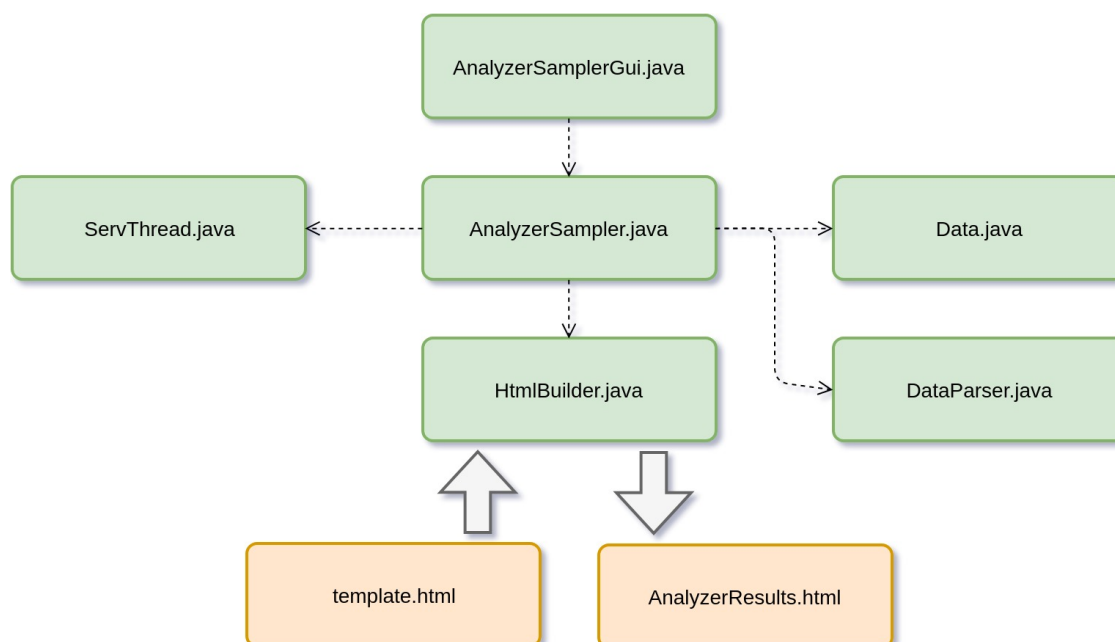 AnalyzerSamplerGui.java
ServThread.java
AnalyzerSampler.java
Data.java
HtmlBuilder.java
DataParser.java
template.html
AnalyzerResults.html